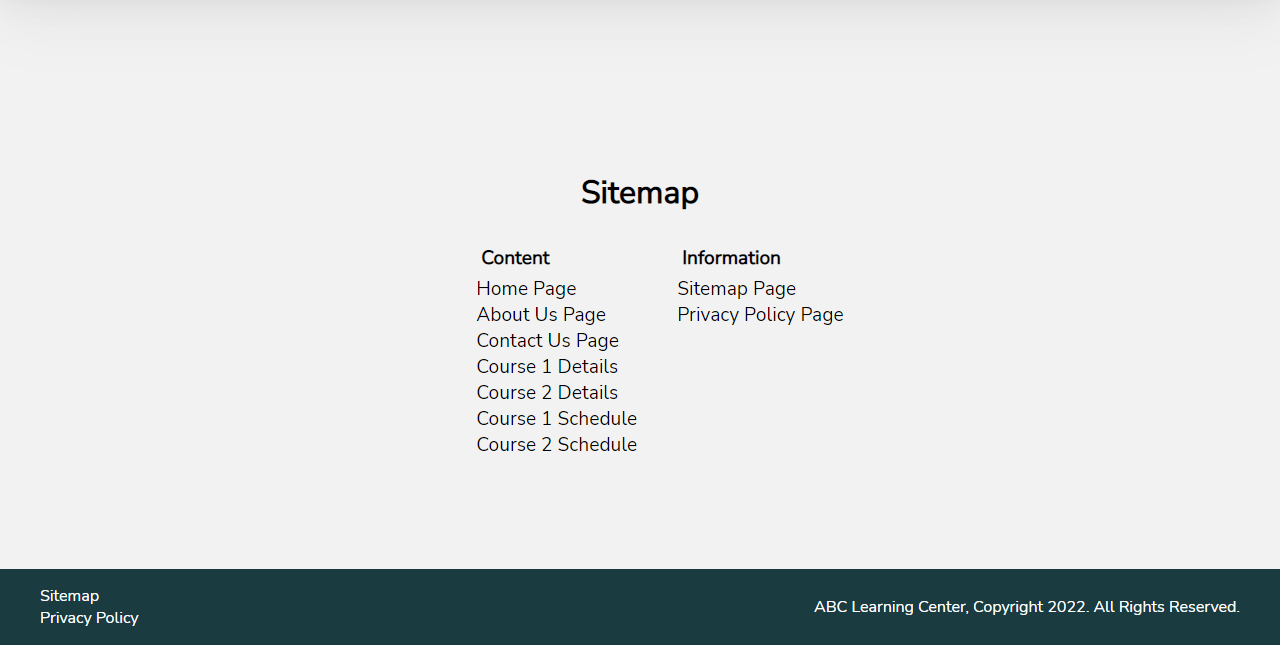 Sitemap
Content
Home Page
About Us Page
Contact Us Page
Course 1 Details
Course 2 Details
Course 1 Schedule
Course 2 Schedule
Information
Sitemap Page
Privacy Policy Page
Sitemap
Privacy Policy
ABC Learning Center, Copyright 2022. All Rights Reserved.